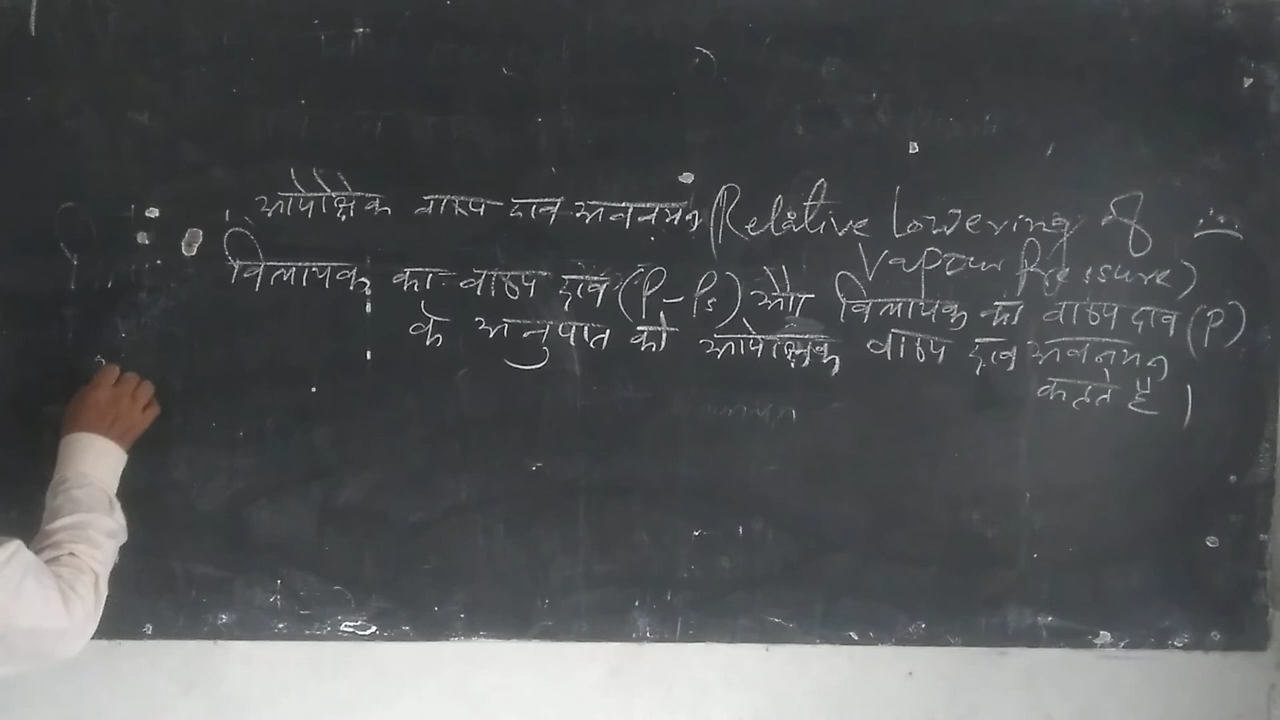 आपेक्षिक वाष्प दाब अवनमन (Relative Lowering of
Vapour Pressure)
विलायक का वाष्प दाब (P-Ps) और विलायक का वाष्प दाब (P)
के अनुपात को आपेक्षिक वाष्प दाब अवनमन
कहते है।